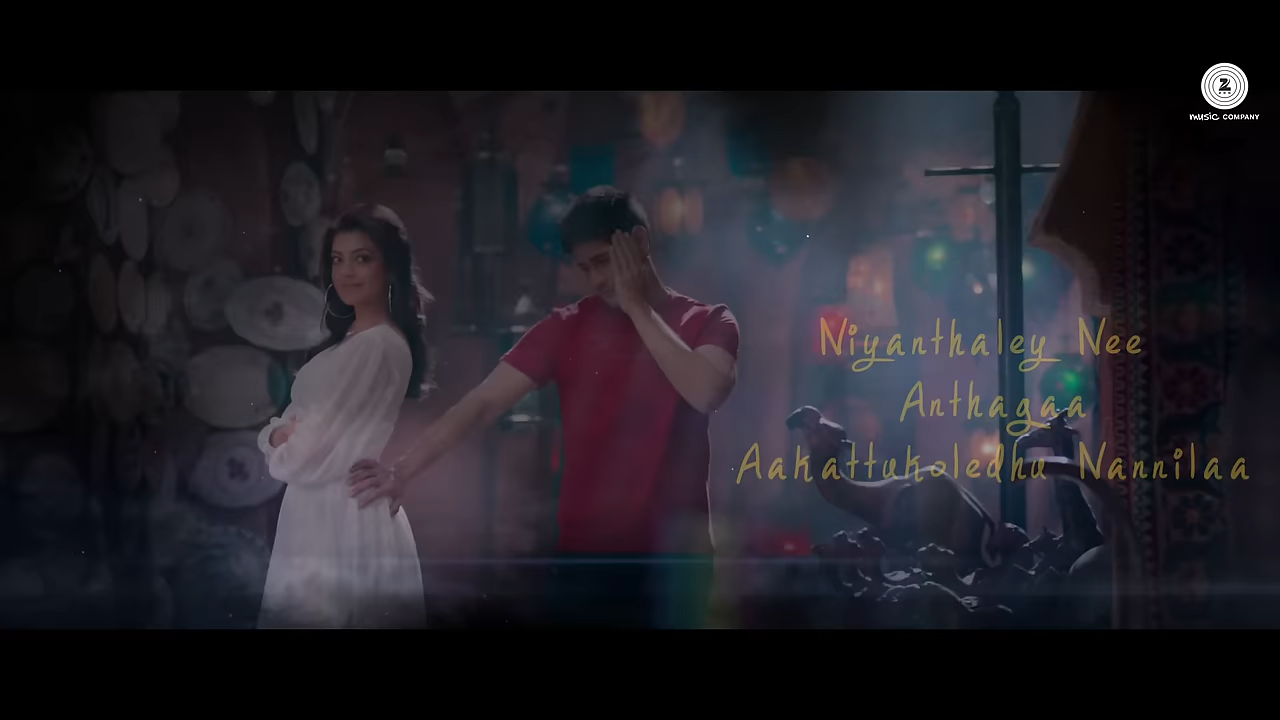 Z
music COMPANY
Niyanthaley Nee
Anthagaa
Aakattukoledhu Nannilaa